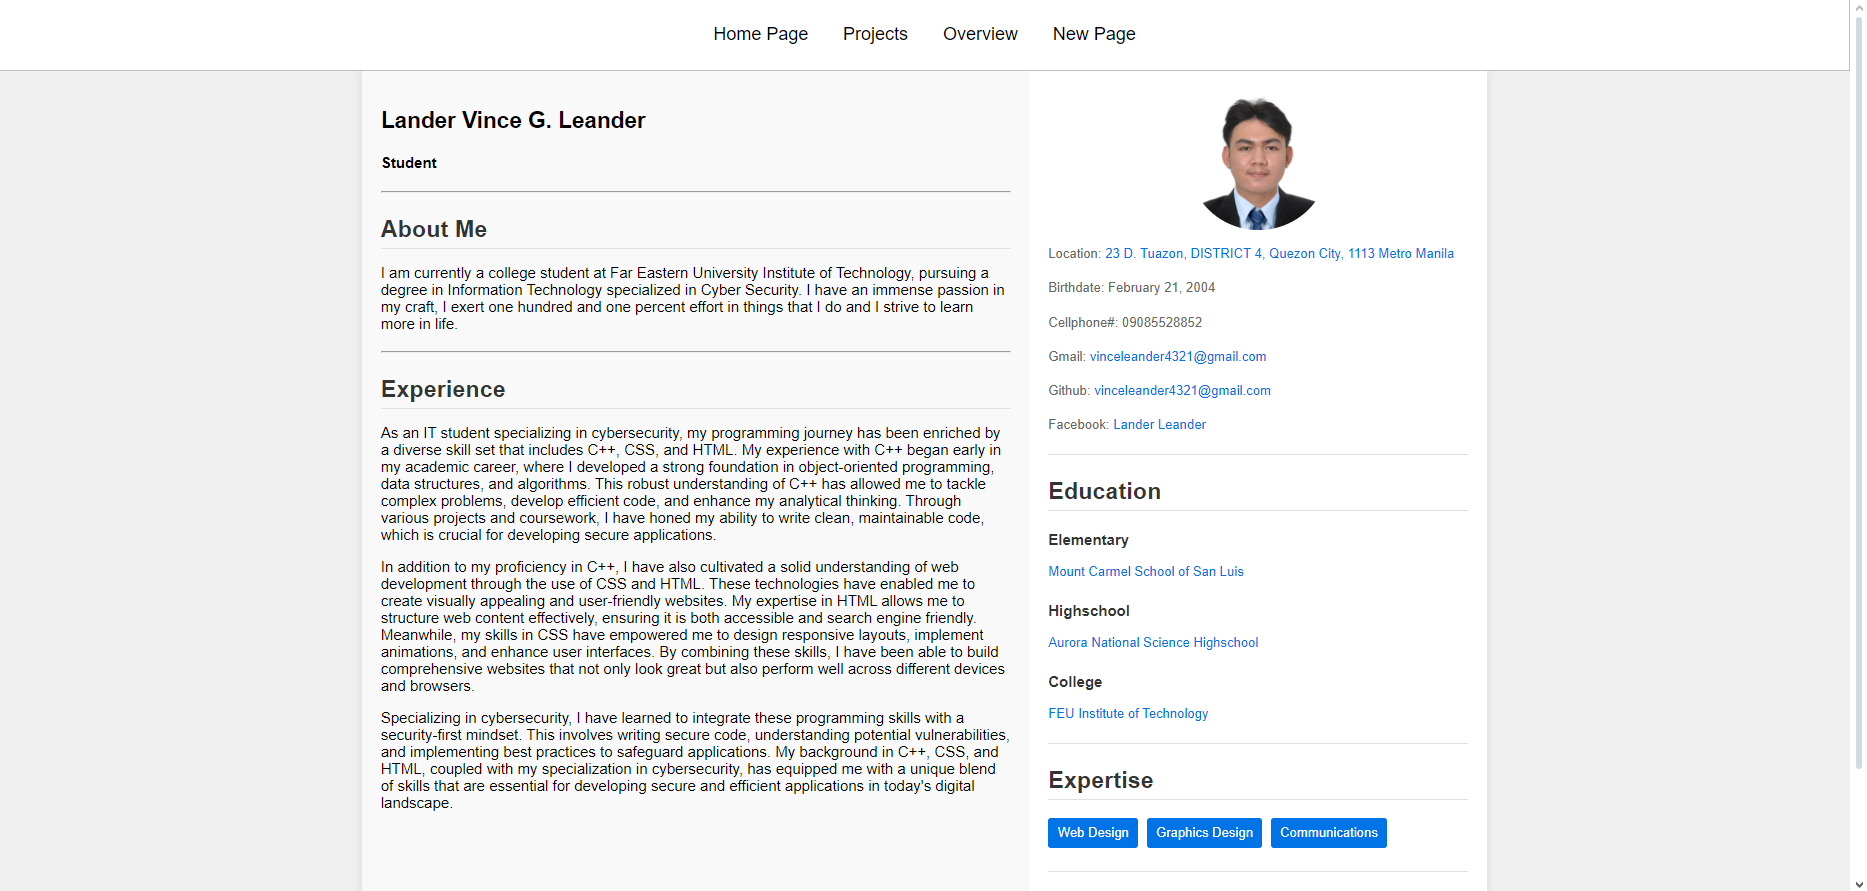 Home Page Projects Overview New Page
Lander Vince G. Leander
Student
About Me
I am currently a college student at Far Eastern University Institute of Technology, pursuing a
degree in Information Technology specialized in Cyber Security. I have an immense passion in
my craft, I exert one hundred and one percent effort in things that I do and I strive to learn
more in life.
Experience
As an IT student specializing in cybersecurity, my programming journey has been enriched by
a diverse skill set that includes C++, CSS, and HTML. My experience with C++ began early in
my academic career, where I developed a strong foundation in object-oriented programming,
data structures, and algorithms. This robust understanding of C++ has allowed me to tackle
complex problems, develop efficient code, and enhance my analytical thinking. Through
various projects and coursework, I have honed my ability to write clean, maintainable code,
which is crucial for developing secure applications.
In addition to my proficiency in C++, I have also cultivated a solid understanding of web
development through the use of CSS and HTML. These technologies have enabled me to
create visually appealing and user-friendly websites. My expertise in HTML allows me to
structure web content effectively, ensuring it is both accessible and search engine friendly.
Meanwhile, my skills in CSS have empowered me to design responsive layouts, implement
animations, and enhance user interfaces. By combining these skills, I have been able to build
comprehensive websites that not only look great but also perform well across different devices
and browsers.
Specializing in cybersecurity, I have learned to integrate these programming skills with a
security-first mindset. This involves writing secure code, understanding potential vulnerabilities,
and implementing best practices to safeguard applications. My background in C++, CSS, and
HTML, coupled with my specialization in cybersecurity, has equipped me with a unique blend
of skills that are essential for developing secure and efficient applications in today's digital
landscape.
Location: 23 D. Tuazon, DISTRICT 4, Quezon City, 1113 Metro Manila
Birthdate: February 21, 2004
Cellphone#: 09085528852
Gmail: vinceleander4321@gmail.com
Github: vinceleander4321@gmail.com
Facebook: Lander Leander
Education
Elementary
Mount Carmel School of San Luis
Highschool
Aurora National Science Highschool
College
FEU Institute of Technology
Expertise
Web Design Graphics Design Communications